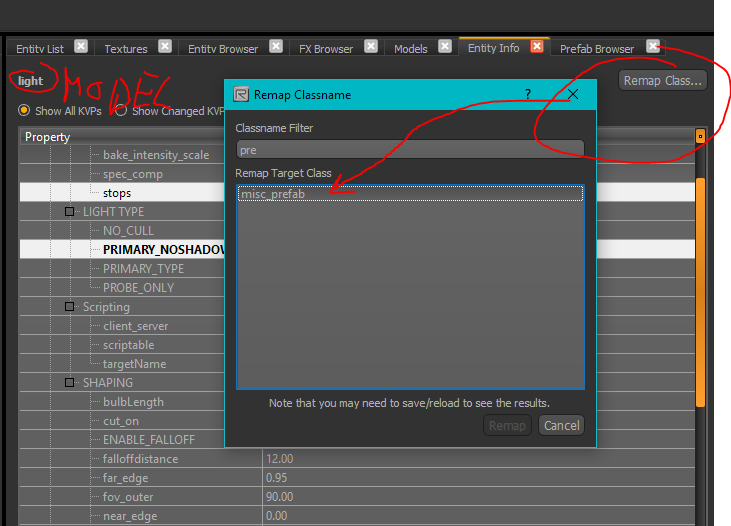 Entity List Textures Entity Browser FX Browser Models Entity Info Prefab Browser
light MODEL Remap Class...
Show All KVPs Show Changed KVP
Property
Remap Classname ?
Classname Filter
pre
Remap Target Class
misc_prefab
Note that you may need to save/reload to see the results.
Remap Cancel
bake_intensity_scale
spec_comp
stops
LIGHT TYPE
NO_CULL
PRIMARY_NOSHADOW
PRIMARY_TYPE
PROBE_ONLY
Scripting
client_server
scriptable
targetName
SHAPING
bulbLength
cut_on
ENABLE_FALLOFF
falloffdistance 12.00
far_edge 0.95
fov_outer 90.00
near_edge 0.00